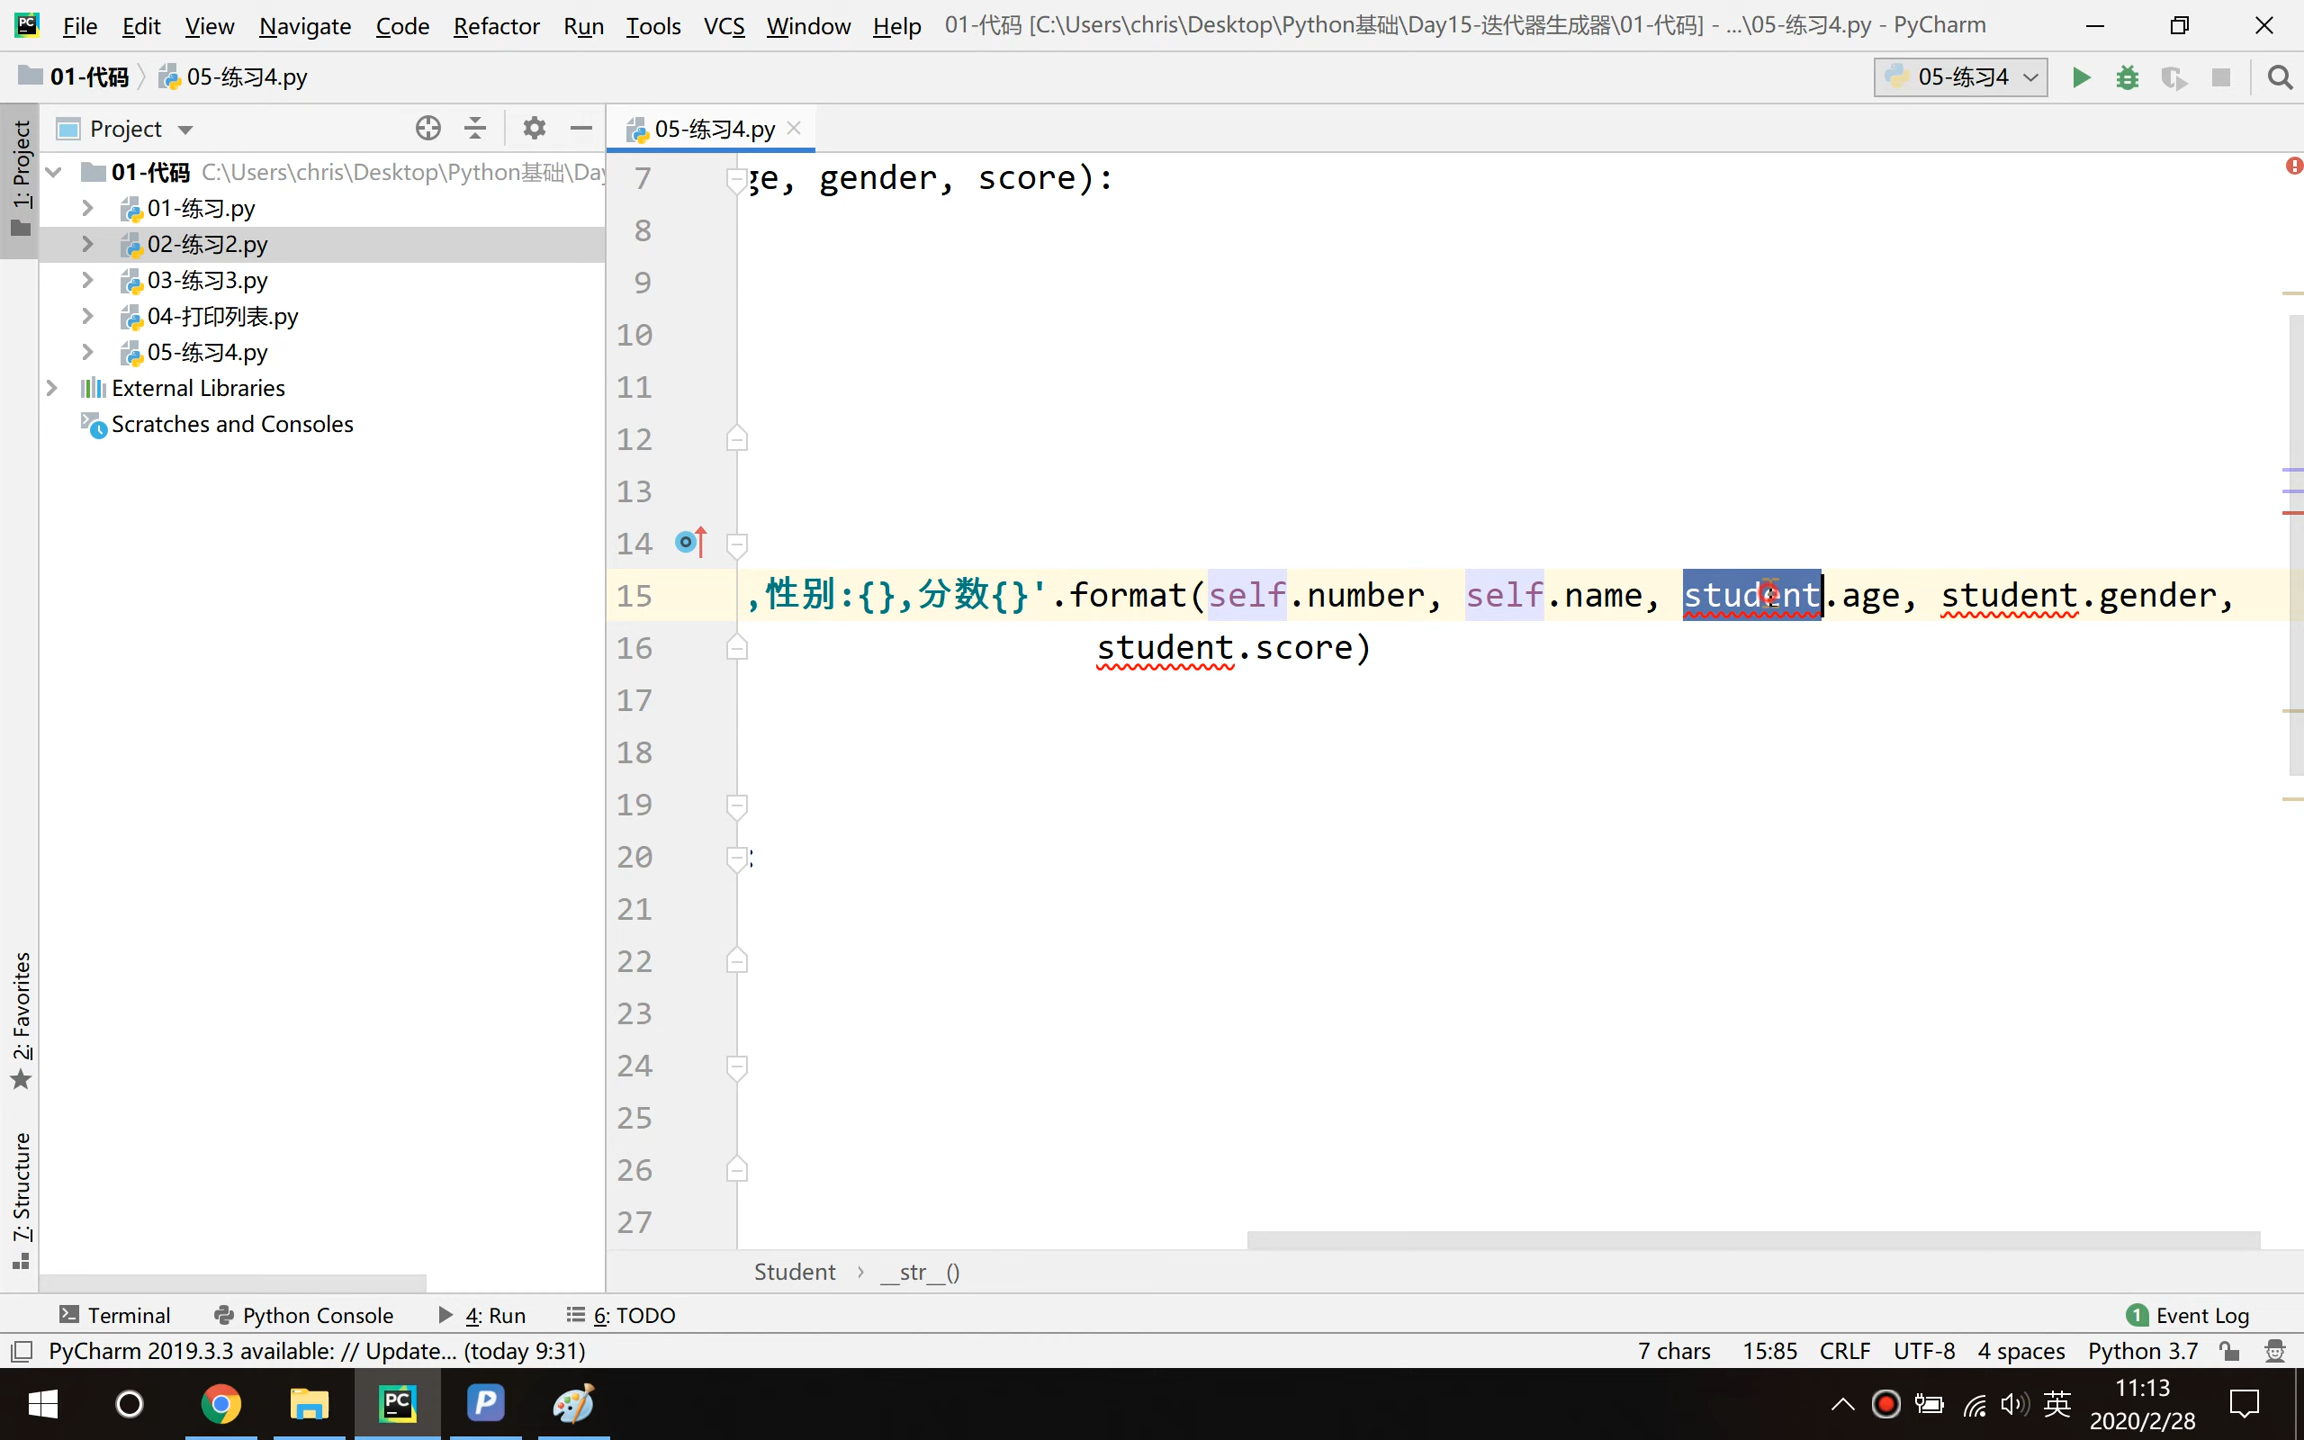 File Edit View Navigate Code Refactor Run Tools VCS Window Help 01-代码 [C:\Users\chris\Desktop\Python基础\Day15-迭代器生成器\01-代码] - ...\05-练习4.py - PyCharm
01-代码 05-练习4.py 05-练习4
1: Project
Project
05-练习4.py
01-代码 C:\Users\chris\Desktop\Python基础\Day
01-练习.py
02-练习2.py
03-练习3.py
04-打印列表.py
05-练习4.py
External Libraries
Scratches and Consoles
2: Favorites
7: Structure
7 ge, gender, score):
8
9
10
11
12
13
14
15 ,性别:{},分数{}'.format(self.number, self.name, student.age, student.gender,
16 student.score)
17
18
19
20 :
21
22
23
24
25
26
27
Student › __str__()
Terminal Python Console 4: Run 6: TODO 1 Event Log
PyCharm 2019.3.3 available: // Update... (today 9:31) 7 chars 15:85 CRLF UTF-8 4 spaces Python 3.7
英 11:13
2020/2/28